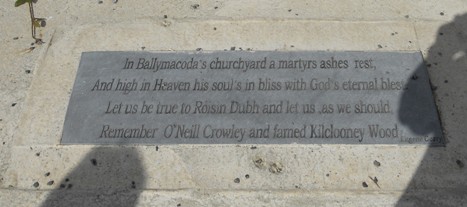 In Ballymacoda's churchyard a martyrs ashes rest,
And high in Heaven his soul's in bliss with God's eternal blest
Let us be true to Roisin Dubh and let us ,as we should,
Remember O'Neill Crowley and famed Kilclooney Wood